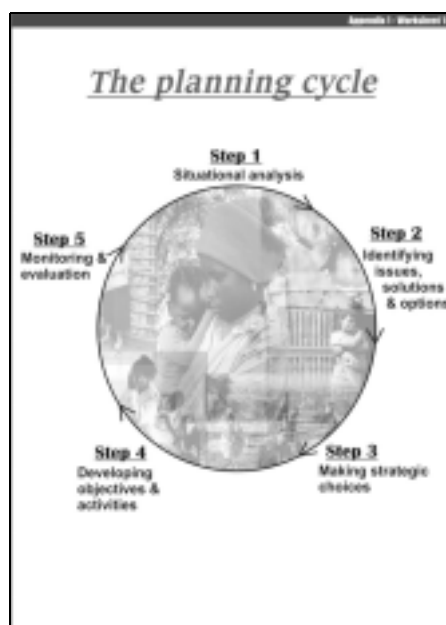 Appendix I - Worksheet 1
The planning cycle
Step 1
Situational analysis
Step 2
Identifying
issues,
solutions
& options
Step 3
Making strategic
choices
Step 4
Developing
objectives &
activities
Step 5
Monitoring &
evaluation